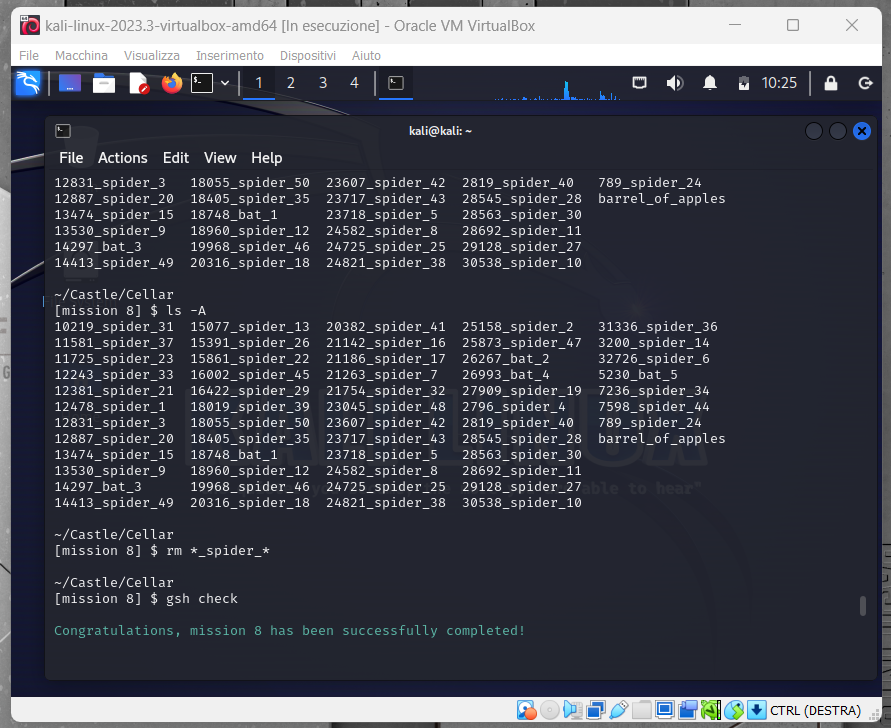 kali-linux-2023.3-virtualbox-amd64 [In esecuzione] - Oracle VM VirtualBox
File Macchina Visualizza Inserimento Dispositivi Aiuto
1 2 3 4 10:25
kali@kali: ~
File Actions Edit View Help
12831_spider_3 18055_spider_50 23607_spider_42 2819_spider_40 789_spider_24
12887_spider_20 18405_spider_35 23717_spider_43 28545_spider_28 barrel_of_apples
13474_spider_15 18748_bat_1 23718_spider_5 28563_spider_30
13530_spider_9 18960_spider_12 24582_spider_8 28692_spider_11
14297_bat_3 19968_spider_46 24725_spider_25 29128_spider_27
14413_spider_49 20316_spider_18 24821_spider_38 30538_spider_10
~/Castle/Cellar
[mission 8] $ ls -A
10219_spider_31 15077_spider_13 20382_spider_41 25158_spider_2 31336_spider_36
11581_spider_37 15391_spider_26 21142_spider_16 25873_spider_47 3200_spider_14
11725_spider_23 15861_spider_22 21186_spider_17 26267_bat_2 32726_spider_6
12243_spider_33 16002_spider_45 21263_spider_7 26993_bat_4 5230_bat_5
12381_spider_21 16422_spider_29 21754_spider_32 27909_spider_19 7236_spider_34
12478_spider_1 18019_spider_39 23045_spider_48 2796_spider_4 7598_spider_44
12831_spider_3 18055_spider_50 23607_spider_42 2819_spider_40 789_spider_24
12887_spider_20 18405_spider_35 23717_spider_43 28545_spider_28 barrel_of_apples
13474_spider_15 18748_bat_1 23718_spider_5 28563_spider_30
13530_spider_9 18960_spider_12 24582_spider_8 28692_spider_11
14297_bat_3 19968_spider_46 24725_spider_25 29128_spider_27
14413_spider_49 20316_spider_18 24821_spider_38 30538_spider_10
~/Castle/Cellar
[mission 8] $ rm *_spider_*
~/Castle/Cellar
[mission 8] $ gsh check
Congratulations, mission 8 has been successfully completed!
CTRL (DESTRA)